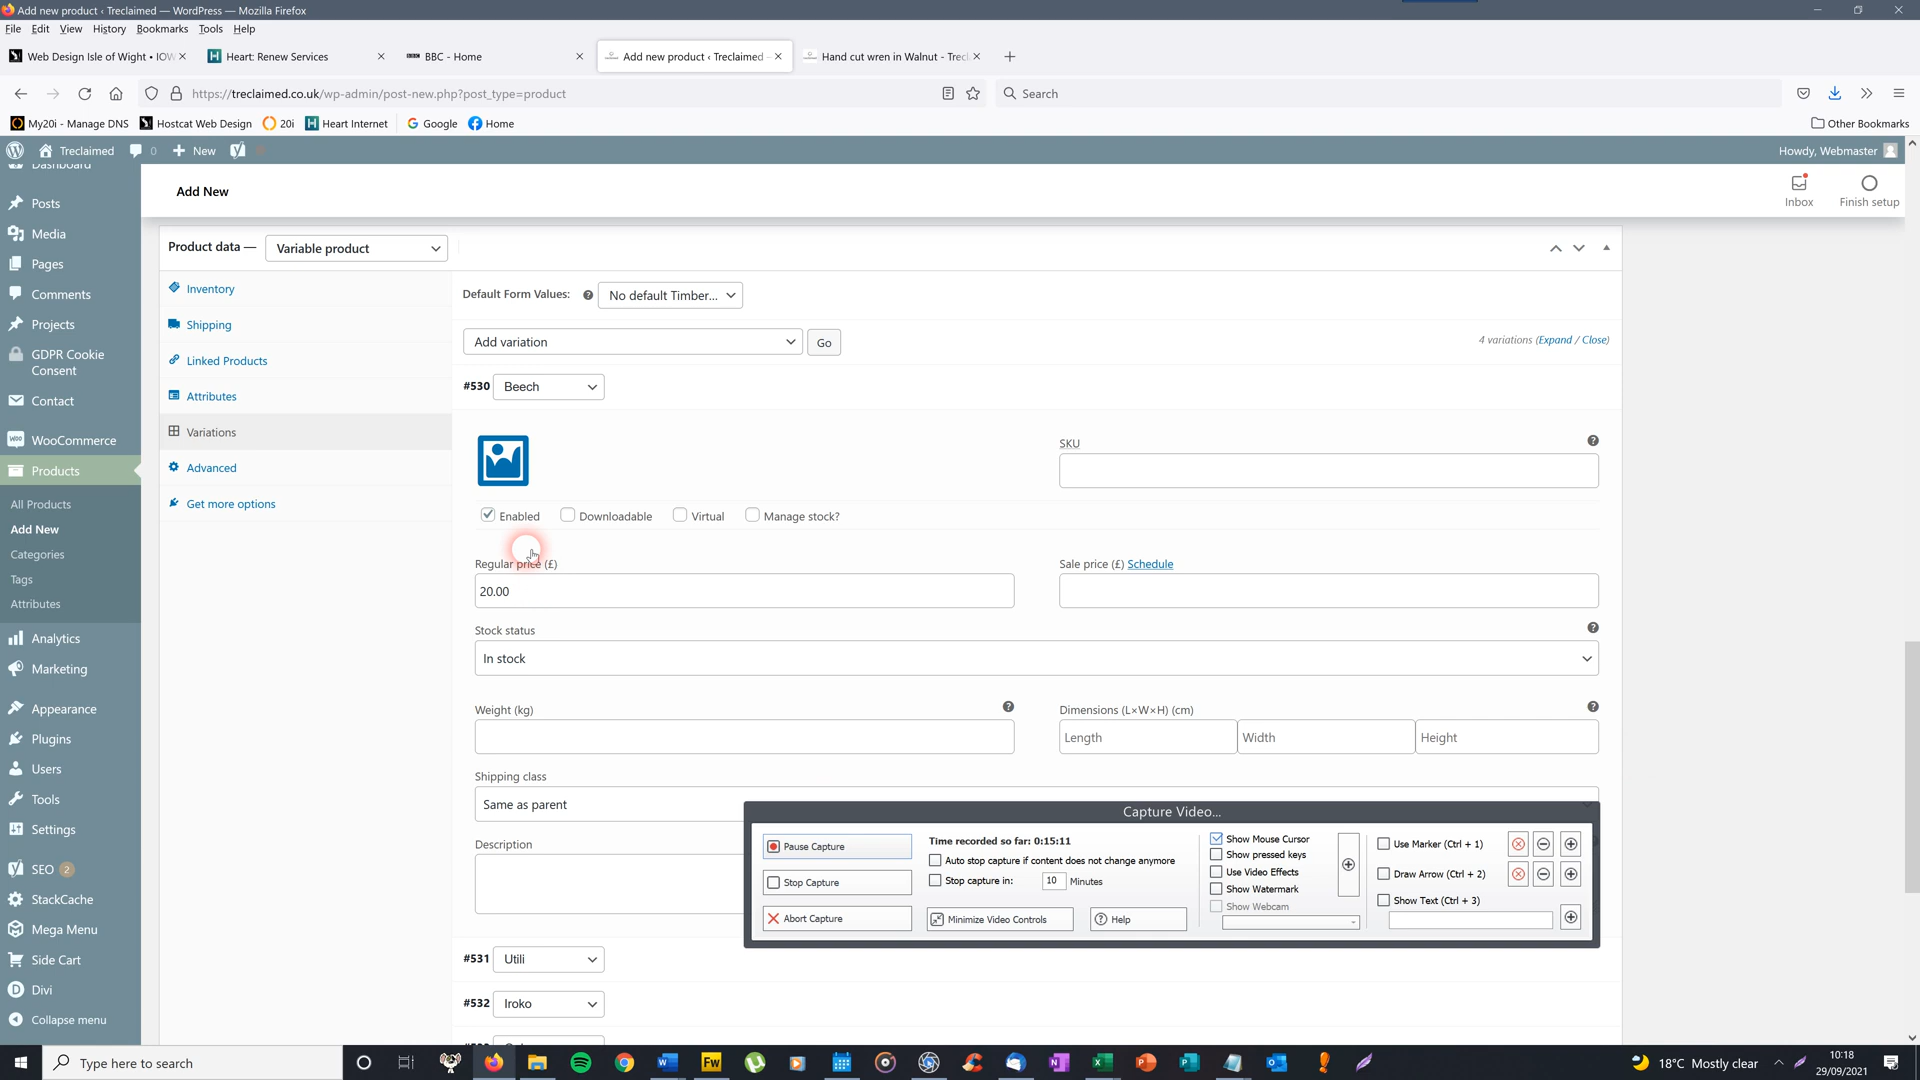 Add new product ‹ Treclaimed — WordPress — Mozilla Firefox
File Edit View History Bookmarks Tools Help
Web Design Isle of Wight • IOW
Heart: Renew Services
BBC - Home
Add new product ‹ Treclaimed
Hand cut wren in Walnut - Trecl
https://treclaimed.co.uk/wp-admin/post-new.php?post_type=product
Search
My20i - Manage DNS
Hostcat Web Design
20i
Heart Internet
Google
Home
Other Bookmarks
Treclaimed
0
New
Howdy, Webmaster
Dashboard
Posts
Media
Pages
Comments
Projects
GDPR Cookie
Consent
Contact
WooCommerce
Products
All Products
Add New
Categories
Tags
Attributes
Analytics
Marketing
Appearance
Plugins
Users
Tools
Settings
SEO 2
StackCache
Mega Menu
Side Cart
Divi
Collapse menu
Add New
Inbox
Finish setup
Product data — Variable product
Inventory
Shipping
Linked Products
Attributes
Variations
Advanced
Get more options
Default Form Values: No default Timber...
Add variation
Go
4 variations (Expand / Close)
#530 Beech
SKU
Enabled Downloadable Virtual Manage stock?
Regular price (£)
20.00
Sale price (£) Schedule
Stock status
In stock
Weight (kg)
Dimensions (L×W×H) (cm)
Length Width Height
Shipping class
Same as parent
Description
#531 Utili
#532 Iroko
Capture Video...
Pause Capture
Stop Capture
Abort Capture
Time recorded so far: 0:15:11
Auto stop capture if content does not change anymore
Stop capture in: 10 Minutes
Minimize Video Controls
Help
Show Mouse Cursor
Show pressed keys
Use Video Effects
Show Watermark
Show Webcam
Use Marker (Ctrl + 1)
Draw Arrow (Ctrl + 2)
Show Text (Ctrl + 3)
Type here to search
18°C Mostly clear
10:18
29/09/2021